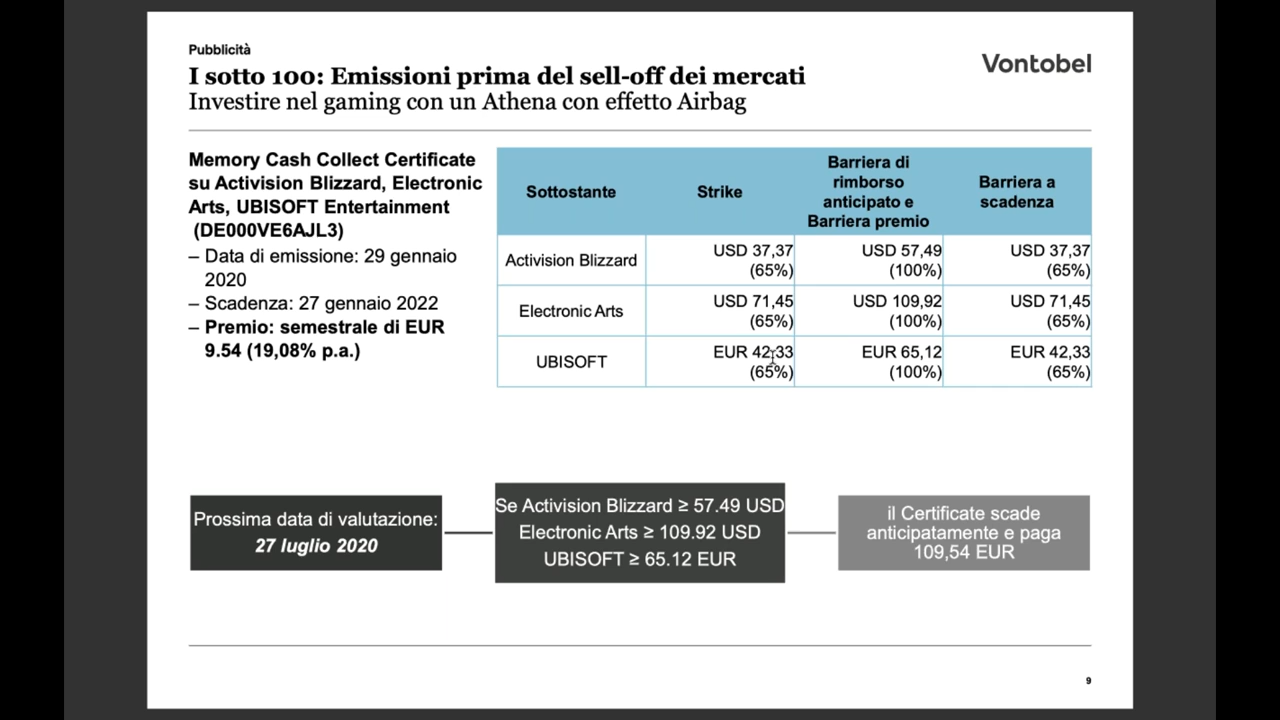 Pubblicità
I sotto 100: Emissioni prima del sell-off dei mercati
Investire nel gaming con un Athena con effetto Airbag
Vontobel
Memory Cash Collect Certificate
su Activision Blizzard, Electronic
Arts, UBISOFT Entertainment
(DE000VE6AJL3)
– Data di emissione: 29 gennaio
2020
– Scadenza: 27 gennaio 2022
– Premio: semestrale di EUR
9.54 (19,08% p.a.)
Sottostante
Strike
Barriera di
rimborso
anticipato e
Barriera premio
Barriera a
scadenza
Activision Blizzard
USD 37,37
(65%)
USD 57,49
(100%)
USD 37,37
(65%)
Electronic Arts
USD 71,45
(65%)
USD 109,92
(100%)
USD 71,45
(65%)
UBISOFT
EUR 42,33
(65%)
EUR 65,12
(100%)
EUR 42,33
(65%)
Prossima data di valutazione:
27 luglio 2020
Se Activision Blizzard ≥ 57.49 USD
Electronic Arts ≥ 109.92 USD
UBISOFT ≥ 65.12 EUR
il Certificate scade
anticipatamente e paga
109,54 EUR
9